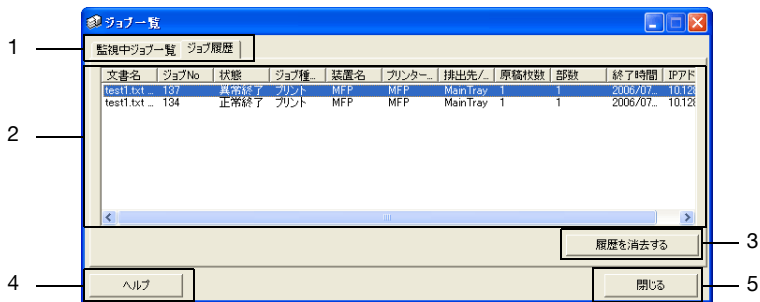 ジョブ一覧
1
監視中ジョブ一覧 ジョブ履歴
文書名 ジョブNo 状態 ジョブ種... 装置名 プリンター... 排出先/... 原稿枚数 部数 終了時間 IPアド
test1.txt ... 137 異常終了 プリント MFP MFP MainTray 1 1 2006/07... 10.128
test1.txt ... 134 正常終了 プリント MFP MFP MainTray 1 1 2006/07... 10.128
2
履歴を消去する 3
4 ヘルプ 閉じる 5